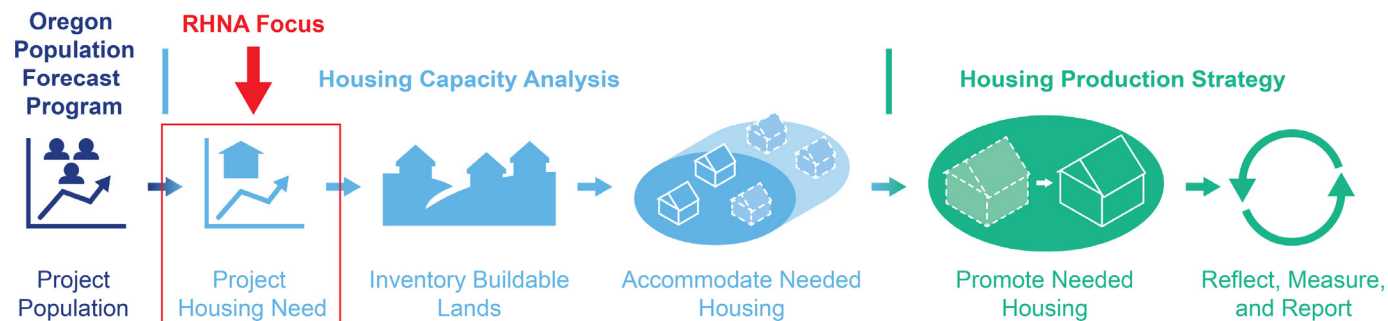 Oregon
Population
Forecast
Program
RHNA Focus
Housing Capacity Analysis
Housing Production Strategy
Project
Population
Project
Housing Need
Inventory Buildable
Lands
Accommodate Needed
Housing
Promote Needed
Housing
Reflect, Measure,
and Report